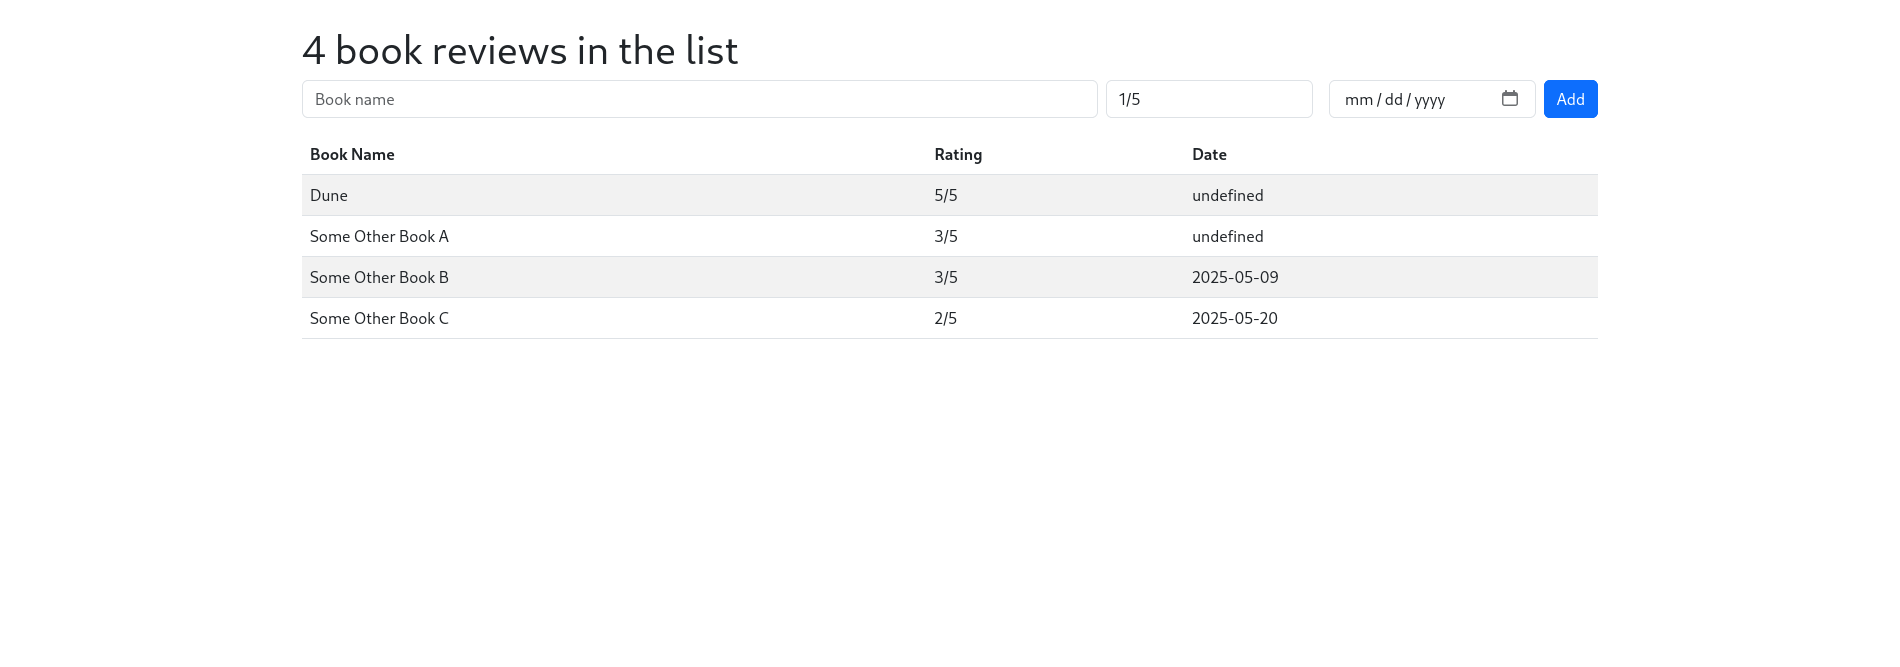 4 book reviews in the list
Book name 1/5 mm / dd / yyyy Add
Book Name Rating Date
Dune 5/5 undefined
Some Other Book A 3/5 undefined
Some Other Book B 3/5 2025-05-09
Some Other Book C 2/5 2025-05-20